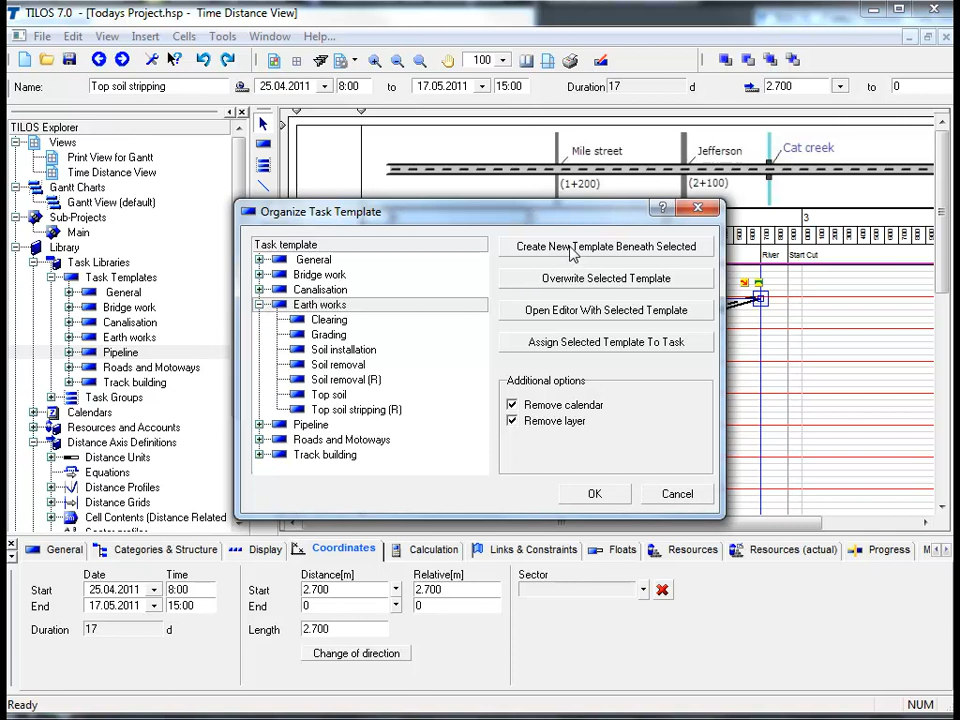 TILOS 7.0 - [Todays Project.hsp - Time Distance View]
File Edit View Insert Cells Tools Window Help...
100
Name: Top soil stripping 25.04.2011 8:00 to 17.05.2011 15:00 Duration 17 d 2.700 to 0
TILOS Explorer
Views
Print View for Gantt
Time Distance View
Gantt Charts
Gantt View (default)
Sub-Projects
Main
Library
Task Libraries
Task Templates
General
Bridge work
Canalisation
Earth works
Pipeline
Roads and Motoways
Track building
Task Groups
Calendars
Resources and Accounts
Distance Axis Definitions
Distance Units
Equations
Distance Profiles
Distance Grids
Cell Contents (Distance Related
Mile street
Jefferson
Cat creek
(1+200)
(2+100)
3
River Start Cut
Organize Task Template
Task template
General
Bridge work
Canalisation
Earth works
Clearing
Grading
Soil installation
Soil removal
Soil removal (R)
Top soil
Top soil stripping (R)
Pipeline
Roads and Motoways
Track building
Create New Template Beneath Selected
Overwrite Selected Template
Open Editor With Selected Template
Assign Selected Template To Task
Additional options
Remove calendar
Remove layer
OK Cancel
General Categories & Structure Display Coordinates Calculation Links & Constraints Floats Resources Resources (actual) Progress M
Date Time Distance[m] Relative[m] Sector
Start 25.04.2011 8:00 Start 2.700 2.700
End 17.05.2011 15:00 End 0 0
Duration 17 d Length 2.700
Change of direction
Ready NUM